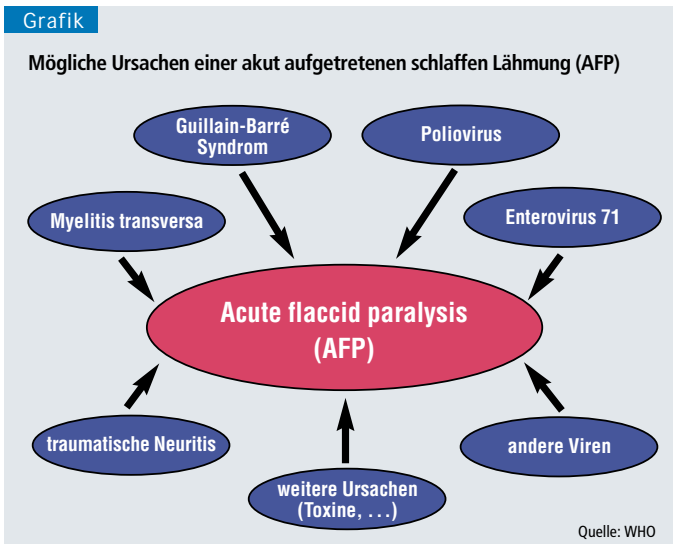 Grafik
Mögliche Ursachen einer akut aufgetretenen schlaffen Lähmung (AFP)
Guillain-Barré
Syndrom
Poliovirus
Myelitis transversa
Enterovirus 71
Acute flaccid paralysis
(AFP)
traumatische Neuritis
andere Viren
weitere Ursachen
(Toxine, . . .)
Quelle: WHO